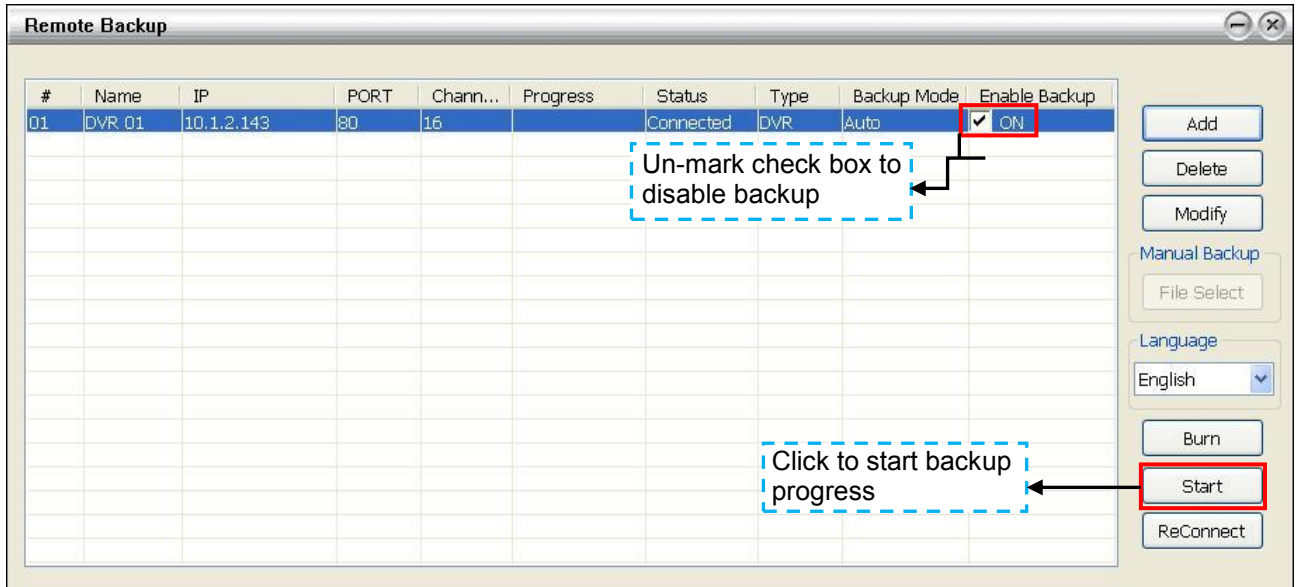 Remote Backup
# Name IP PORT Chann... Progress Status Type Backup Mode Enable Backup
01 DVR 01 10.1.2.143 80 16 Connected DVR Auto ON
Un-mark check box to
disable backup
Click to start backup
progress
Add
Delete
Modify
Manual Backup
File Select
Language
English
Burn
Start
ReConnect